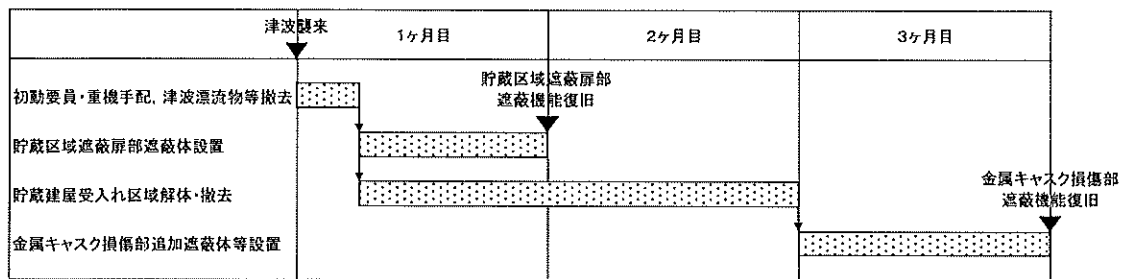 津波襲来
1ヶ月目
2ヶ月目
3ヶ月目
初動要員・重機手配，津波漂流物等撤去
貯蔵区域遮蔽扉部
遮蔽機能復旧
貯蔵区域遮蔽扉部遮蔽体設置
貯蔵建屋受入れ区域解体・撤去
金属キャスク損傷部
遮蔽機能復旧
金属キャスク損傷部追加遮蔽体等設置